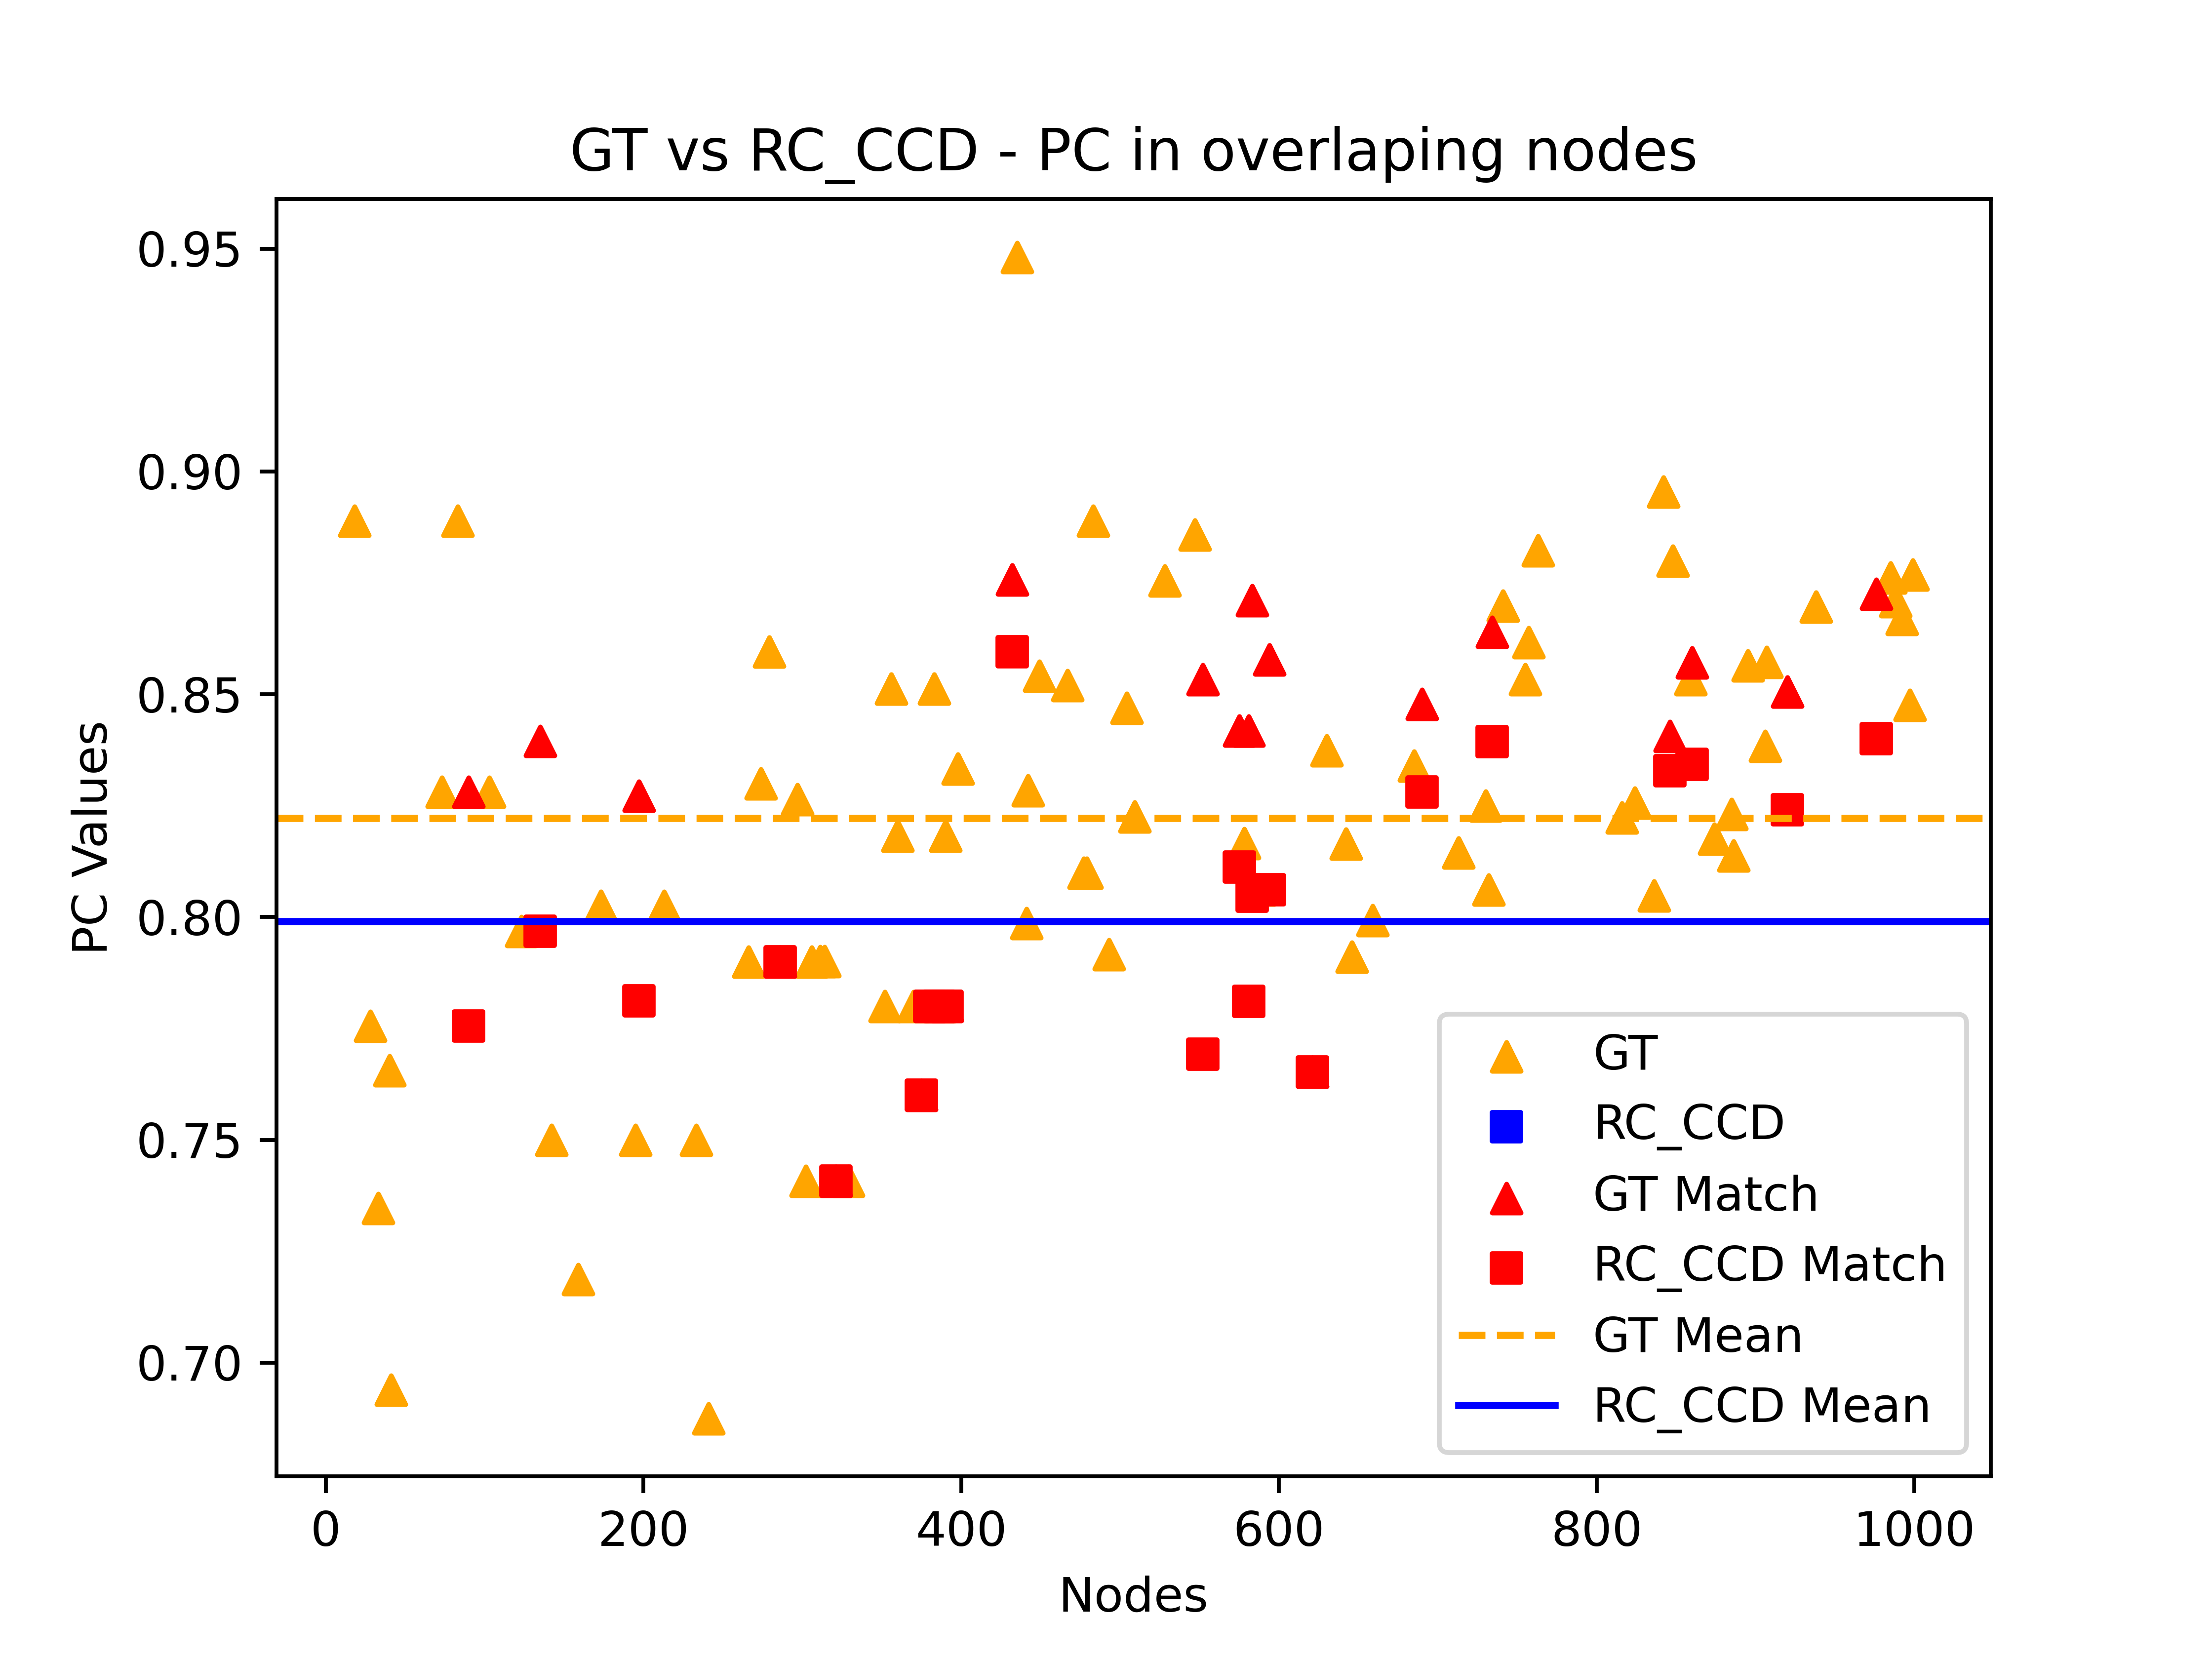 GT vs RC_CCD - PC in overlaping nodes
0.95
0.90
0.85
0.80
0.75
0.70
PC Values
GT
RC_CCD
GT Match
RC_CCD Match
GT Mean
RC_CCD Mean
0 200 400 600 800 1000
Nodes